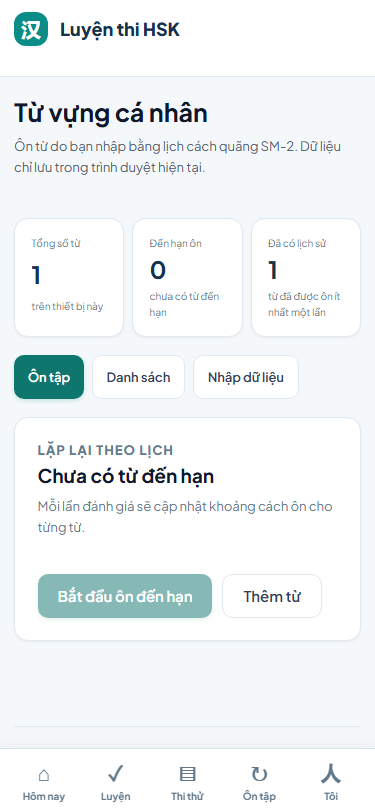 汉 Luyện thi HSK
Từ vựng cá nhân
Ôn từ do bạn nhập bằng lịch cách quãng SM-2. Dữ liệu
chỉ lưu trong trình duyệt hiện tại.
Tổng số từ
1
trên thiết bị này
Đến hạn ôn
0
chưa có từ đến
hạn
Đã có lịch sử
1
từ đã được ôn ít
nhất một lần
Ôn tập
Danh sách
Nhập dữ liệu
LẶP LẠI THEO LỊCH
Chưa có từ đến hạn
Mỗi lần đánh giá sẽ cập nhật khoảng cách ôn cho
từng từ.
Bắt đầu ôn đến hạn
Thêm từ
Hôm nay
Luyện
Thi thử
Ôn tập
人
Tôi